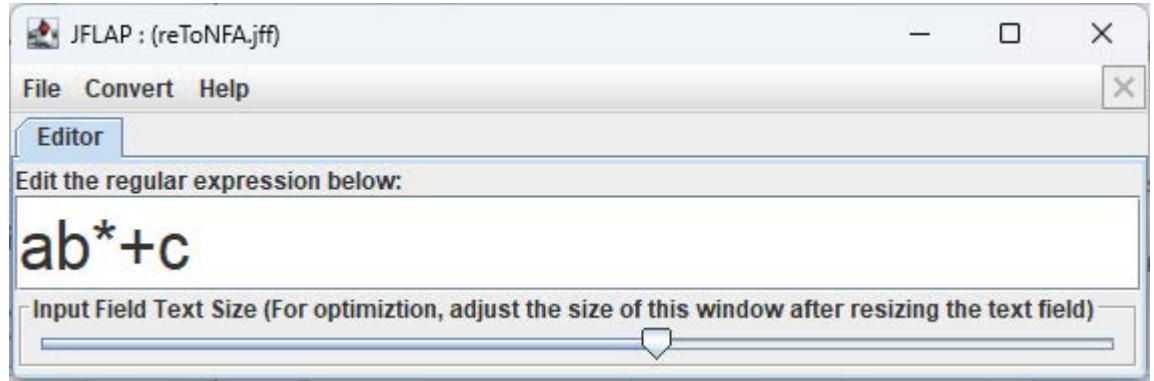 JFLAP : (reToNFA.jff)
File Convert Help
Editor
Edit the regular expression below:
ab*+c
Input Field Text Size (For optimiztion, adjust the size of this window after resizing the text field)